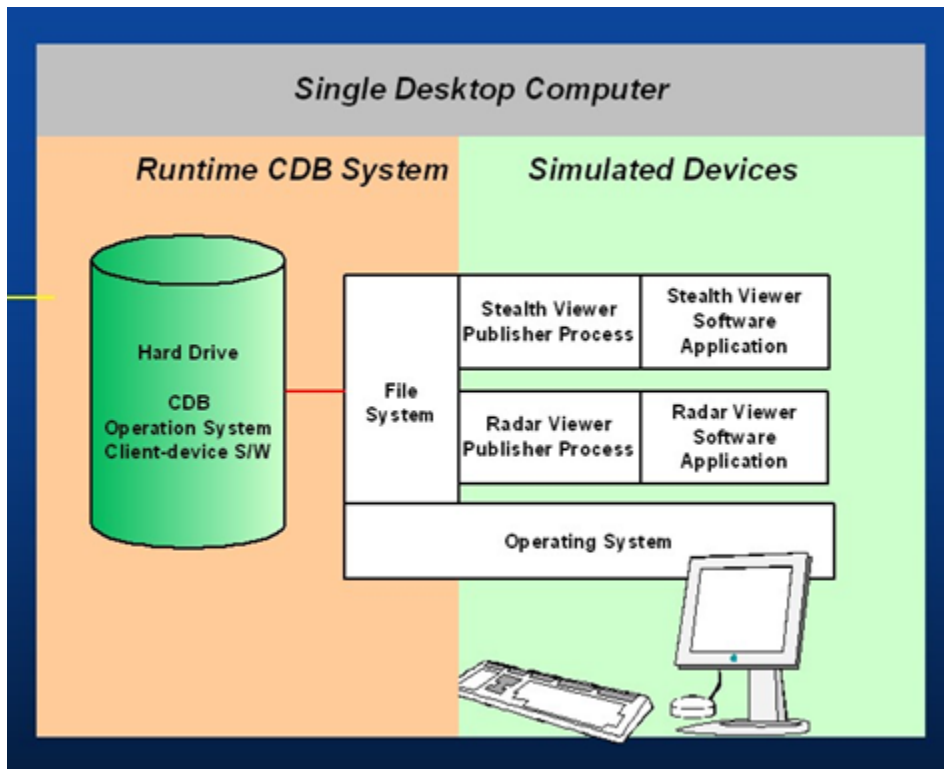 Single Desktop Computer
Runtime CDB System
Simulated Devices
Hard Drive
CDB
Operation System
Client-device S/W
File
System
Stealth Viewer
Publisher Process
Stealth Viewer
Software
Application
Radar Viewer
Publisher Process
Radar Viewer
Software
Application
Operating System